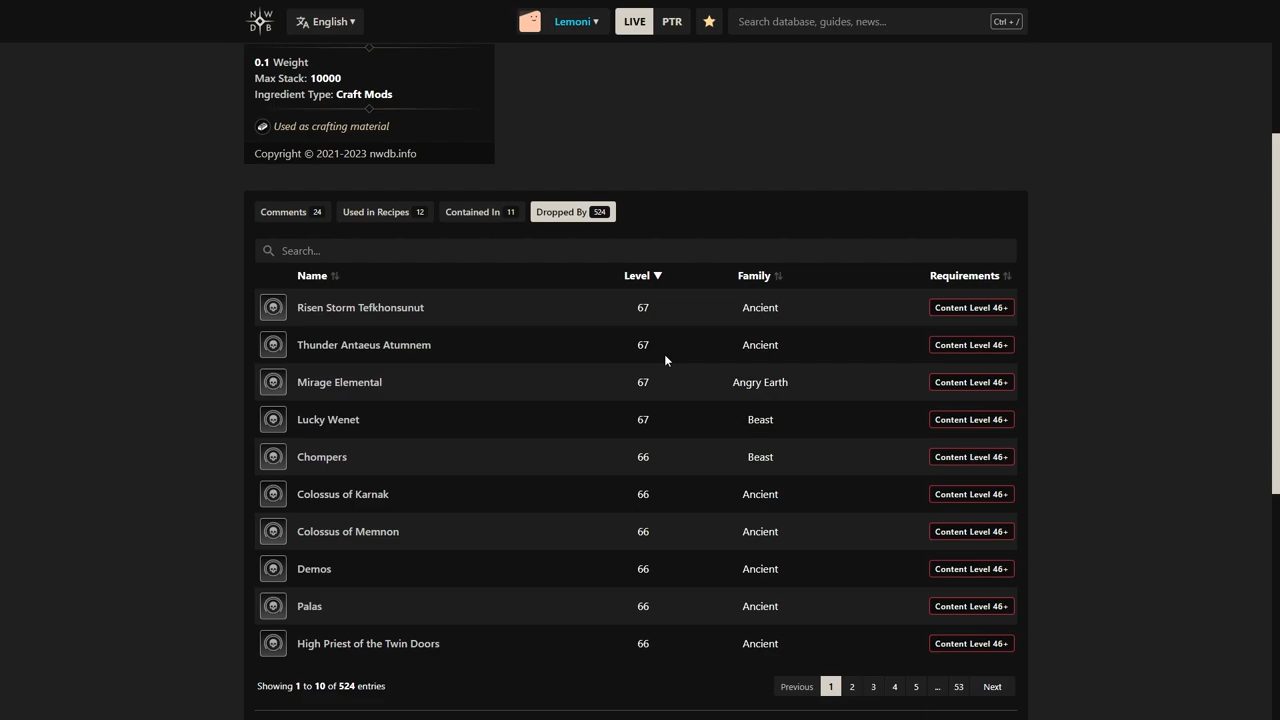 NW
DB
English ▾
Lemoni ▾
LIVE
PTR
Search database, guides, news...
Ctrl + /
0.1 Weight
Max Stack: 10000
Ingredient Type: Craft Mods
Used as crafting material
Copyright © 2021-2023 nwdb.info
Comments 24
Used in Recipes 12
Contained In 11
Dropped By 524
Search...
Name Level ▼ Family Requirements
Risen Storm Tefkhonsunut 67 Ancient Content Level 46+
Thunder Antaeus Atumnem 67 Ancient Content Level 46+
Mirage Elemental 67 Angry Earth Content Level 46+
Lucky Wenet 67 Beast Content Level 46+
Chompers 66 Beast Content Level 46+
Colossus of Karnak 66 Ancient Content Level 46+
Colossus of Memnon 66 Ancient Content Level 46+
Demos 66 Ancient Content Level 46+
Palas 66 Ancient Content Level 46+
High Priest of the Twin Doors 66 Ancient Content Level 46+
Showing 1 to 10 of 524 entries
Previous 1 2 3 4 5 ... 53 Next